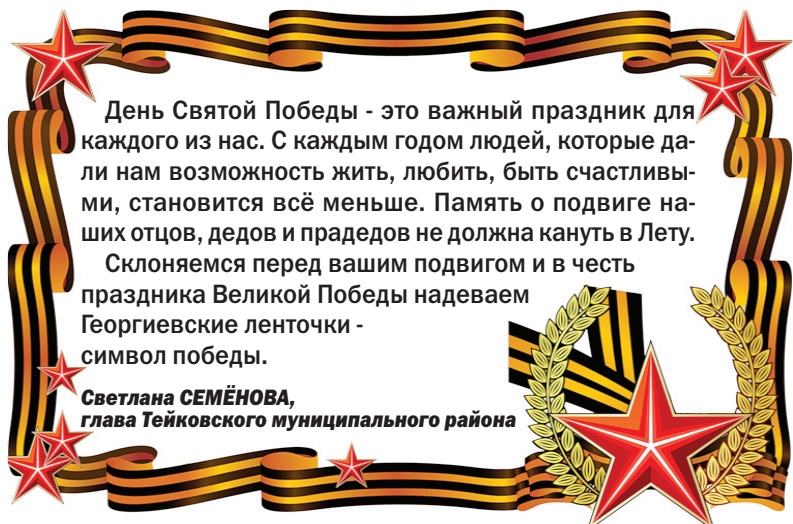 День Святой Победы - это важный праздник для
каждого из нас. С каждым годом людей, которые да-
ли нам возможность жить, любить, быть счастливы-
ми, становится всё меньше. Память о подвиге на-
ших отцов, дедов и прадедов не должна кануть в Лету.
Склоняемся перед вашим подвигом и в честь
праздника Великой Победы надеваем
Георгиевские ленточки -
символ победы.
Светлана СЕМЁНОВА,
глава Тейковского муниципального района